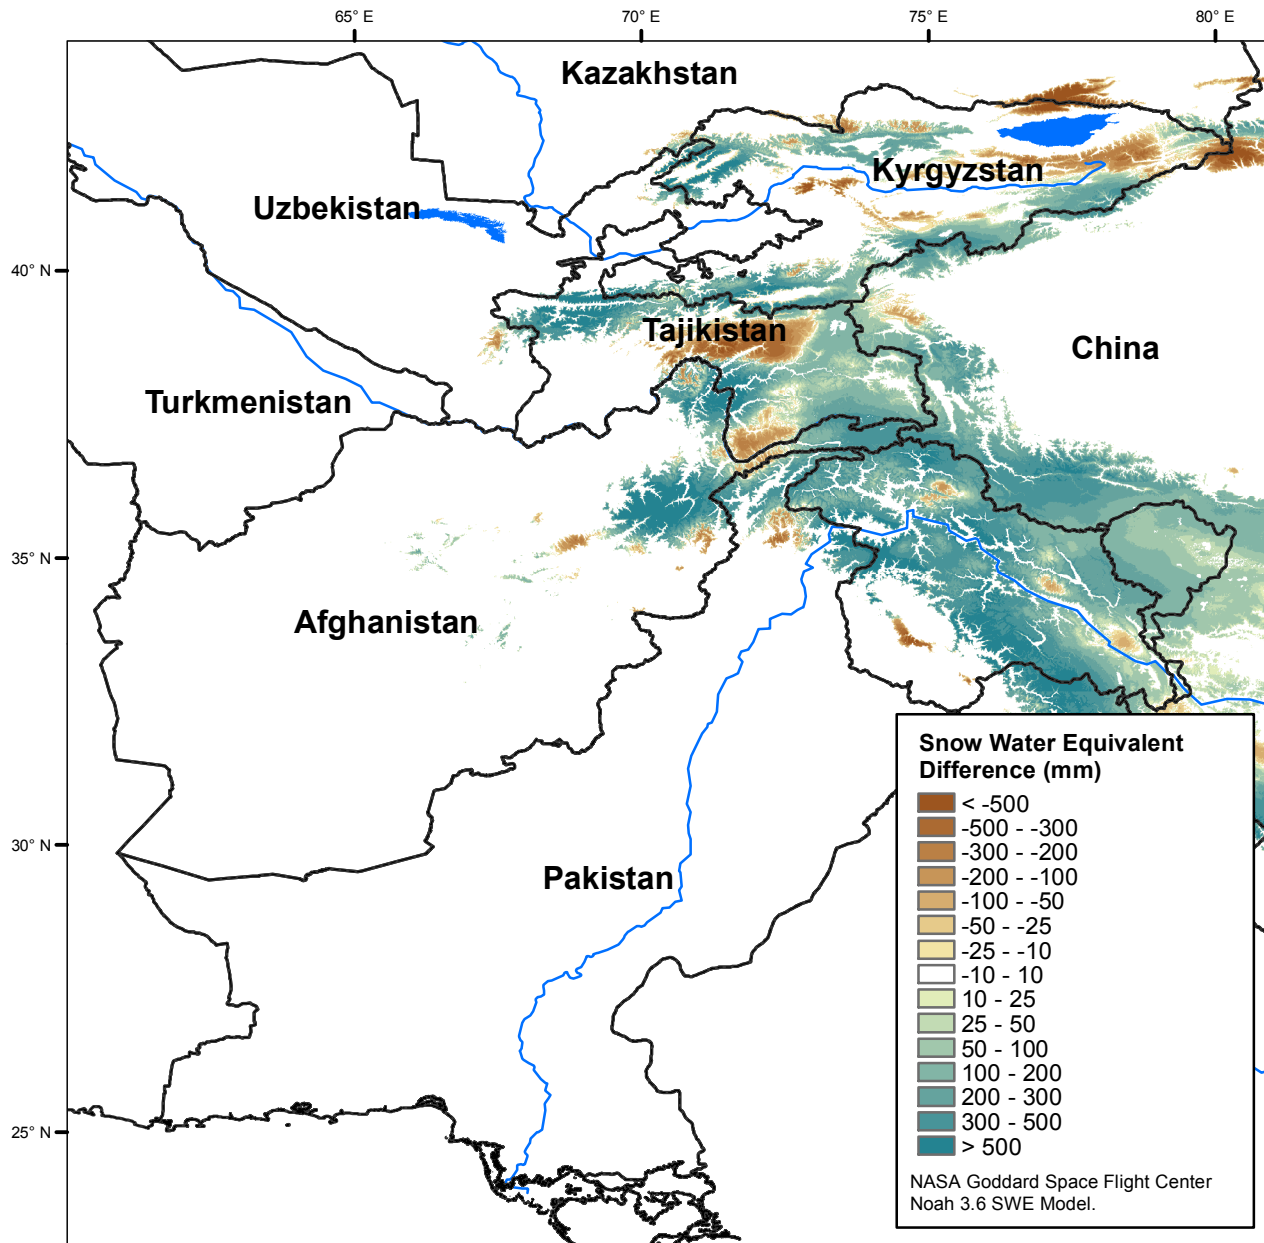 65° E
70° E
75° E
80° E
Kazakhstan
Kyrgyzstan
Uzbekistan
40° N
Tajikistan
China
Turkmenistan
35° N
Afghanistan
Snow Water Equivalent
Difference (mm)
< -500
-500 - -300
-300 - -200
-200 - -100
-100 - -50
-50 - -25
-25 - -10
-10 - 10
10 - 25
25 - 50
50 - 100
100 - 200
200 - 300
300 - 500
> 500
30° N
Pakistan
25° N
NASA Goddard Space Flight Center
Noah 3.6 SWE Model.